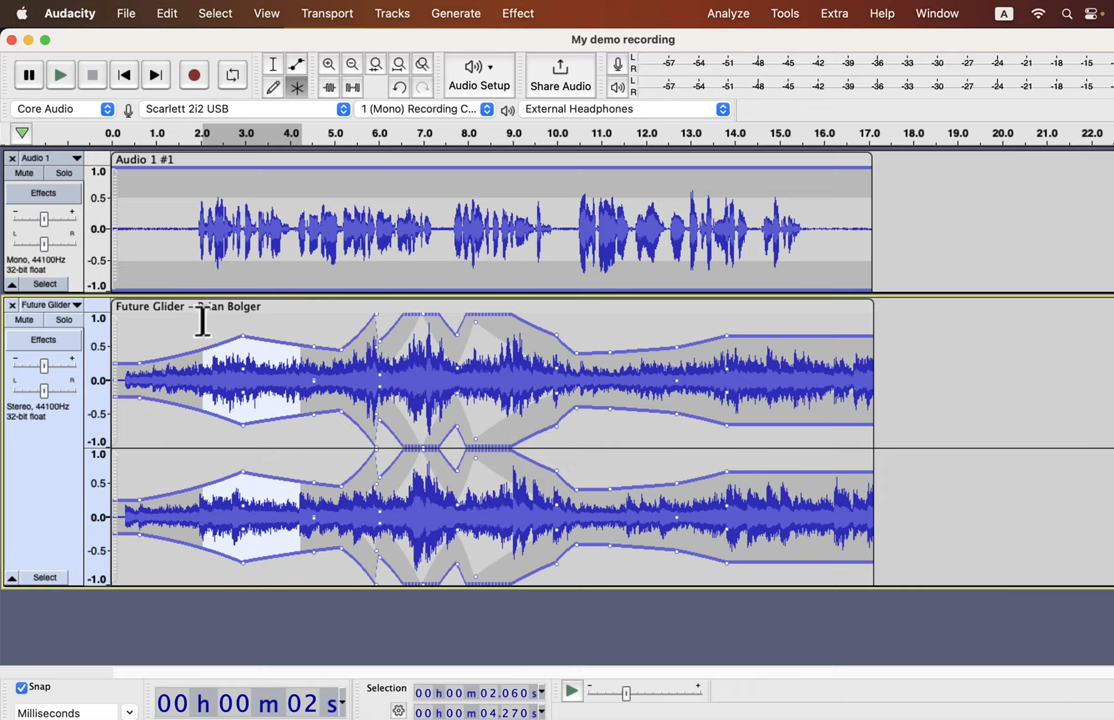 Audacity File Edit Select View Transport Tracks Generate Effect Analyze Tools Extra Help Window A
My demo recording
Audio Setup
Share Audio
L
R
-57 -54 -51 -48 -45 -42 -39 -36 -33 -30 -27 -24 -21 -18 -15
L
R
-57 -54 -51 -48 -45 -42 -39 -36 -33 -30 -27 -24 -21 -18 -15
Core Audio Scarlett 2i2 USB 1 (Mono) Recording C... External Headphones
0.0 1.0 2.0 3.0 4.0 5.0 6.0 7.0 8.0 9.0 10.0 11.0 12.0 13.0 14.0 15.0 16.0 17.0 18.0 19.0 20.0 21.0 22.0
Audio 1
Mute Solo
Effects
- +
L R
Mono, 44100Hz
32-bit float
Select
1.0
0.5
0.0
-0.5
-1.0
Audio 1 #1
Future Glider
Mute Solo
Effects
- +
L R
Stereo, 44100Hz
32-bit float
Select
1.0
0.5
0.0
-0.5
-1.0
1.0
0.5
0.0
-0.5
-1.0
Future Glider - Bolger
Snap
Milliseconds
00 h 00 m 02 s
Selection
00 h 00 m 02.060 s
00 h 00 m 04.270 s
- +